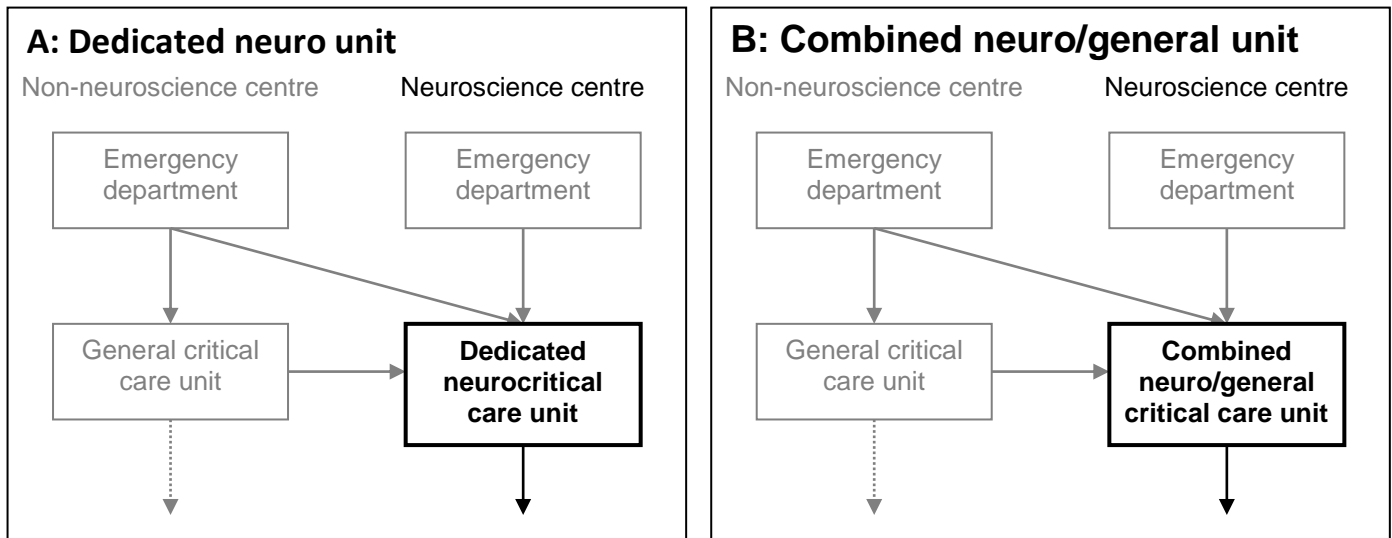 A: Dedicated neuro unit
Non-neuroscience centre
Neuroscience centre
Emergency
department
Emergency
department
General critical
care unit
Dedicated
neurocritical
care unit
B: Combined neuro/general unit
Non-neuroscience centre
Neuroscience centre
Emergency
department
Emergency
department
General critical
care unit
Combined
neuro/general
critical care unit